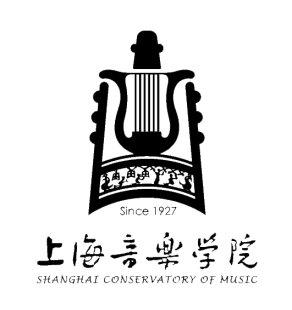 Since 1927
上海音樂学院
SHANGHAI CONSERVATORY OF MUSIC